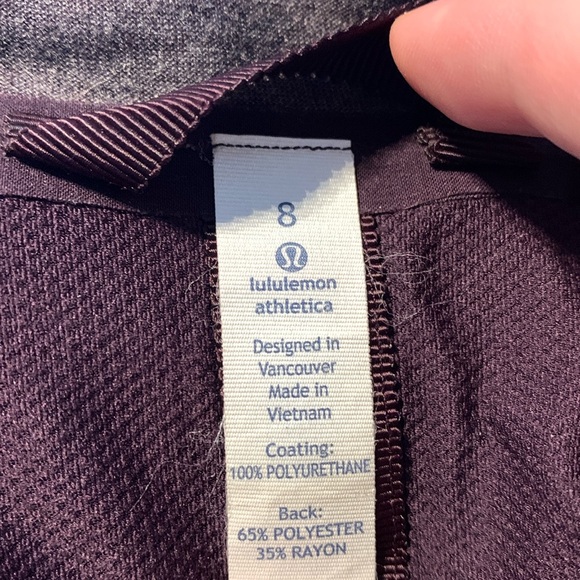 8
lululemon
athletica
Designed in
Vancouver
Made in
Vietnam
Coating:
100% POLYURETHANE
Back:
65% POLYESTER
35% RAYON